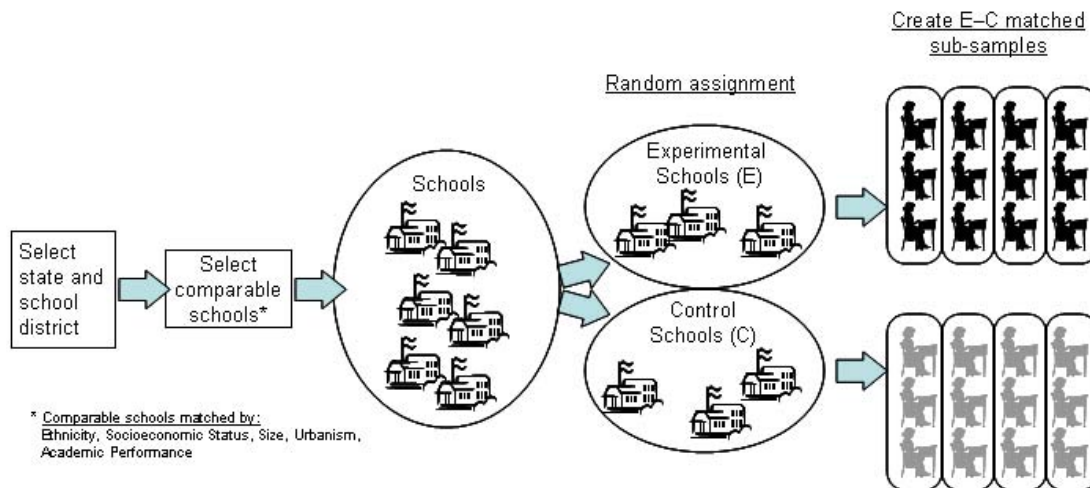 Create E–C matched
sub-samples
Random assignment
Experimental
Schools (E)
Schools
Select
state and
school
district
Select
comparable
schools*
Control
Schools (C)
* Comparable schools matched by:
Ethnicity, Socioeconomic Status, Size, Urbanism,
Academic Performance